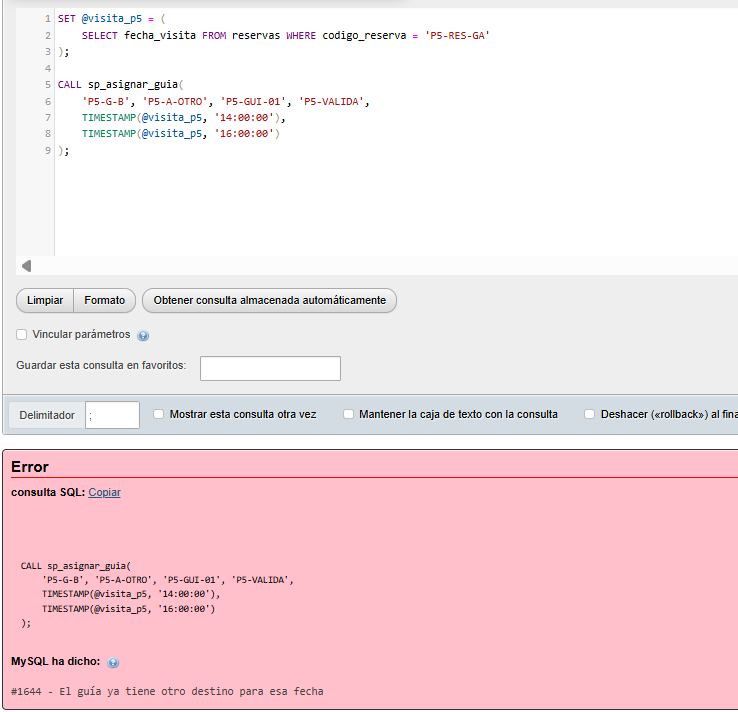 1 SET @visita_p5 = (
2     SELECT fecha_visita FROM reservas WHERE codigo_reserva = 'P5-RES-GA'
3 );
4
5 CALL sp_asignar_guia(
6     'P5-G-B', 'P5-A-OTRO', 'P5-GUI-01', 'P5-VALIDA',
7     TIMESTAMP(@visita_p5, '14:00:00'),
8     TIMESTAMP(@visita_p5, '16:00:00')
9 );
Limpiar Formato Obtener consulta almacenada automáticamente
Vincular parámetros
Guardar esta consulta en favoritos:
Delimitador ; Mostrar esta consulta otra vez Mantener la caja de texto con la consulta Deshacer («rollback») al fina
Error
consulta SQL: Copiar
CALL sp_asignar_guia(
    'P5-G-B', 'P5-A-OTRO', 'P5-GUI-01', 'P5-VALIDA',
    TIMESTAMP(@visita_p5, '14:00:00'),
    TIMESTAMP(@visita_p5, '16:00:00')
);
MySQL ha dicho:
#1644 - El guía ya tiene otro destino para esa fecha